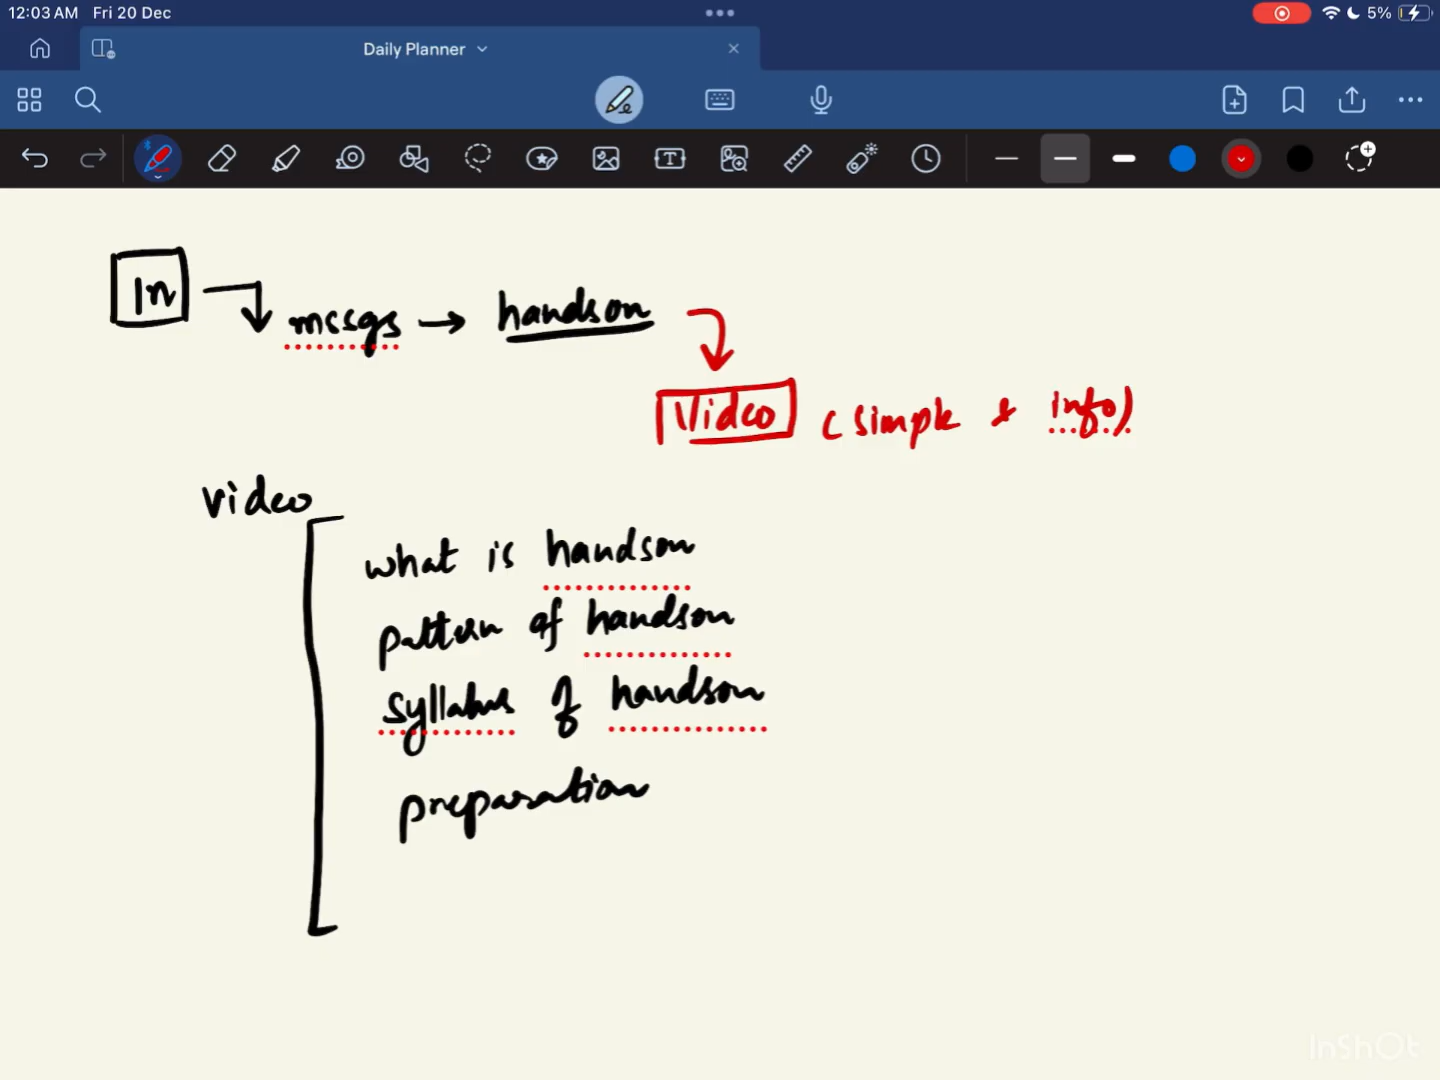 12:03 AM Fri 20 Dec
5%
Daily Planner
In
mssgs → handson
Video (simple & info)
video
what is handson
pattern of handson
syllabus of handson
preparation
InShOt